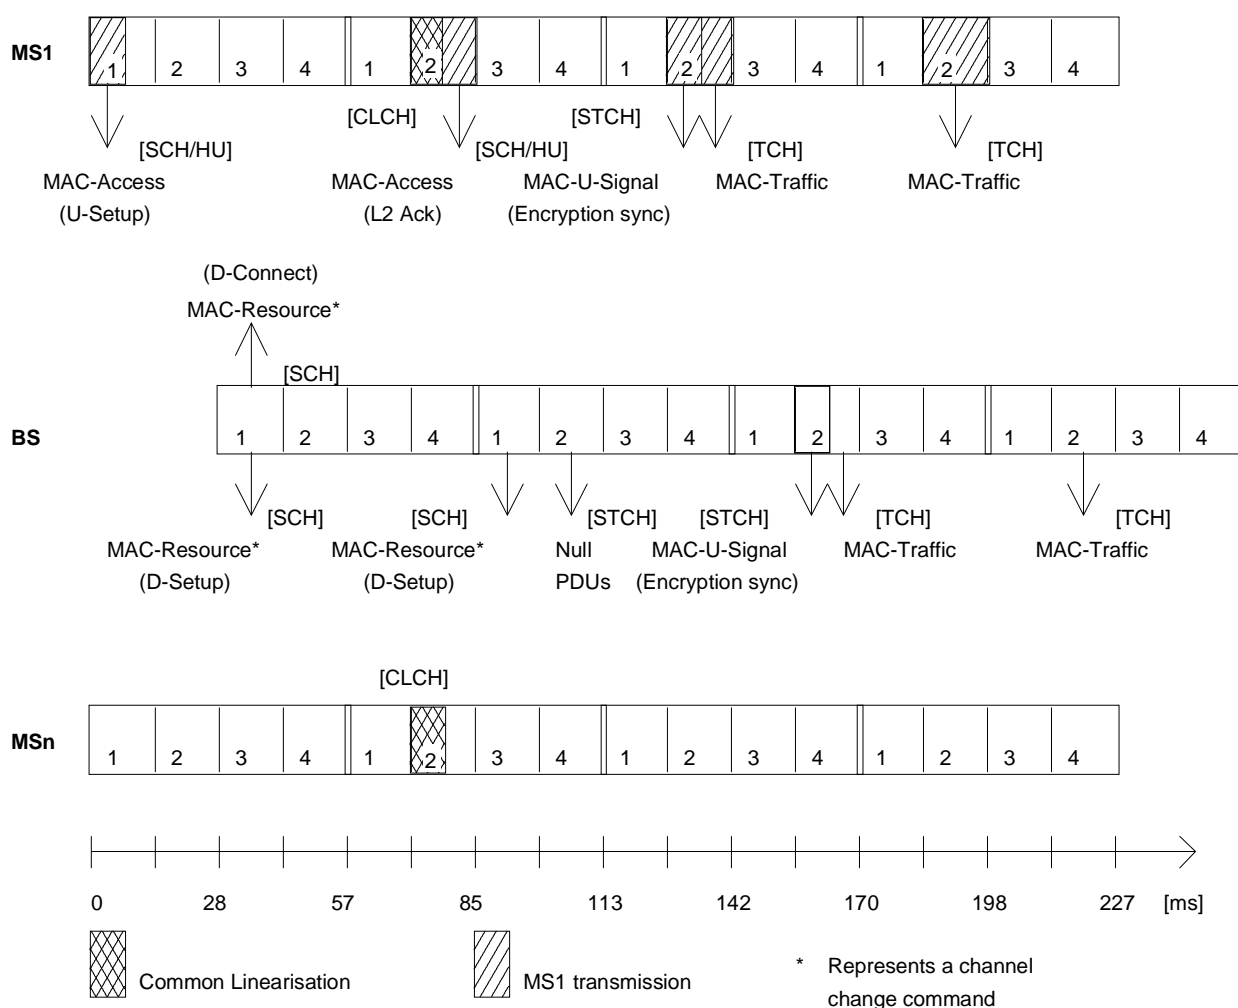 MS1
1 2 3 4 1 2 3 4 1 2 3 4 1 2 3 4
[CLCH] [STCH]
[SCH/HU] [SCH/HU] [TCH] [TCH]
MAC-Access MAC-Access MAC-U-Signal MAC-Traffic MAC-Traffic
(U-Setup) (L2 Ack) (Encryption sync)
(D-Connect)
MAC-Resource*
[SCH]
BS
1 2 3 4 1 2 3 4 1 2 3 4 1 2 3 4
[SCH] [SCH] [STCH] [STCH] [TCH] [TCH]
MAC-Resource* MAC-Resource* Null MAC-U-Signal MAC-Traffic MAC-Traffic
(D-Setup) (D-Setup) PDUs (Encryption sync)
[CLCH]
MSn
1 2 3 4 1 2 3 4 1 2 3 4 1 2 3 4
0 28 57 85 113 142 170 198 227 [ms]
Common Linearisation MS1 transmission * Represents a channel
change command